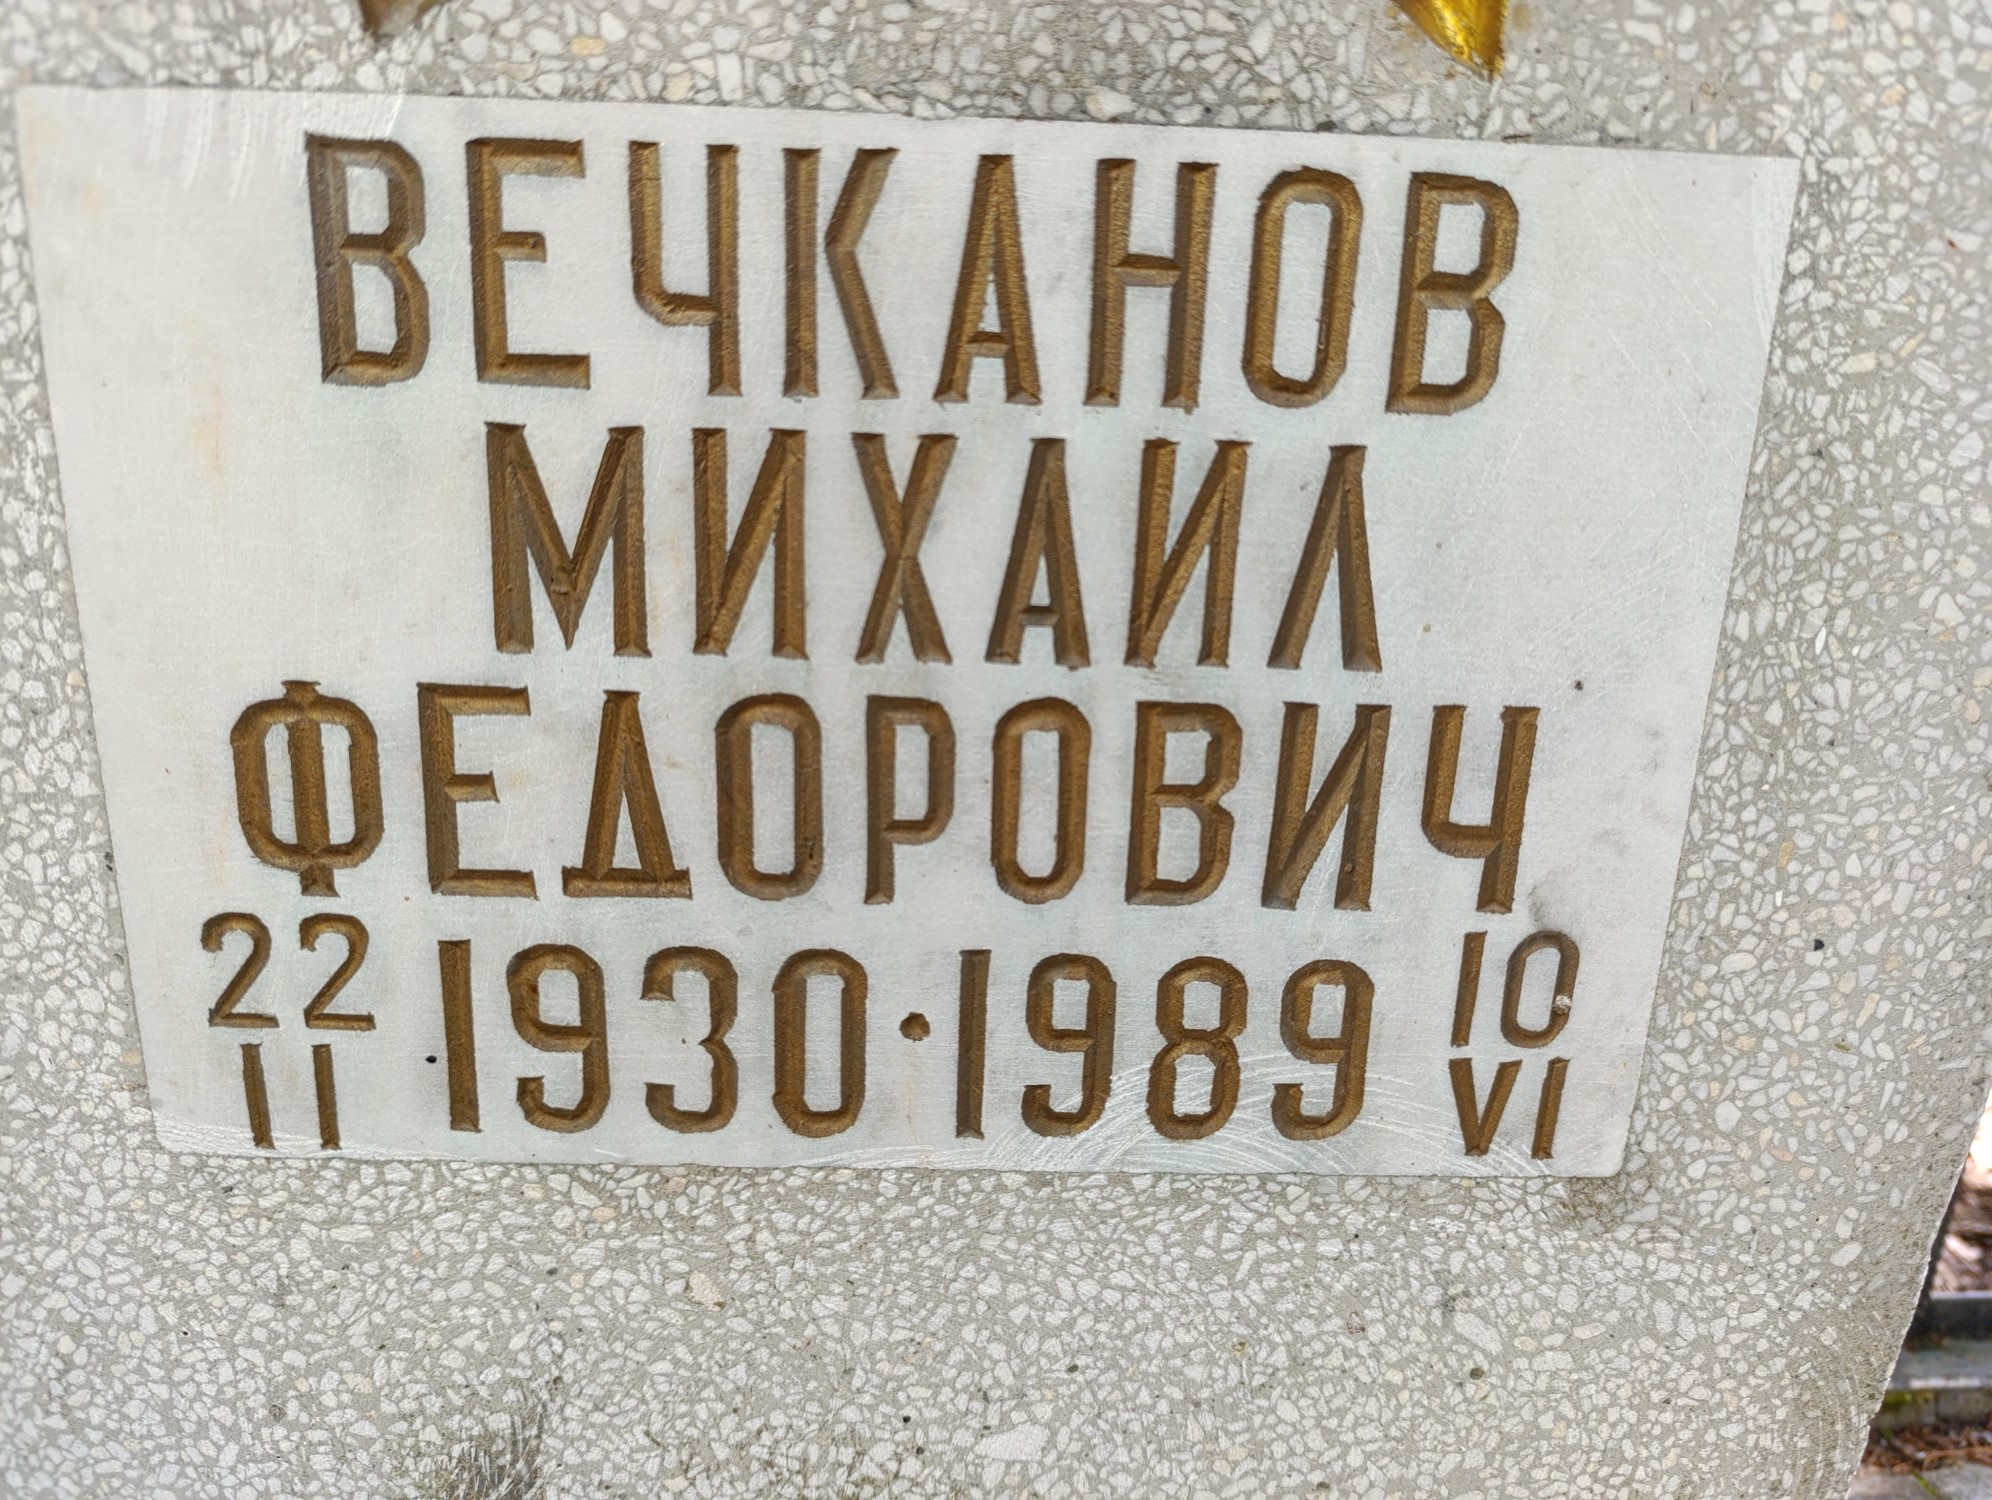 ВЕЧКАНОВ
МИХАИЛ
ФЕДОРОВИЧ
22 1930·1989 10
II VI